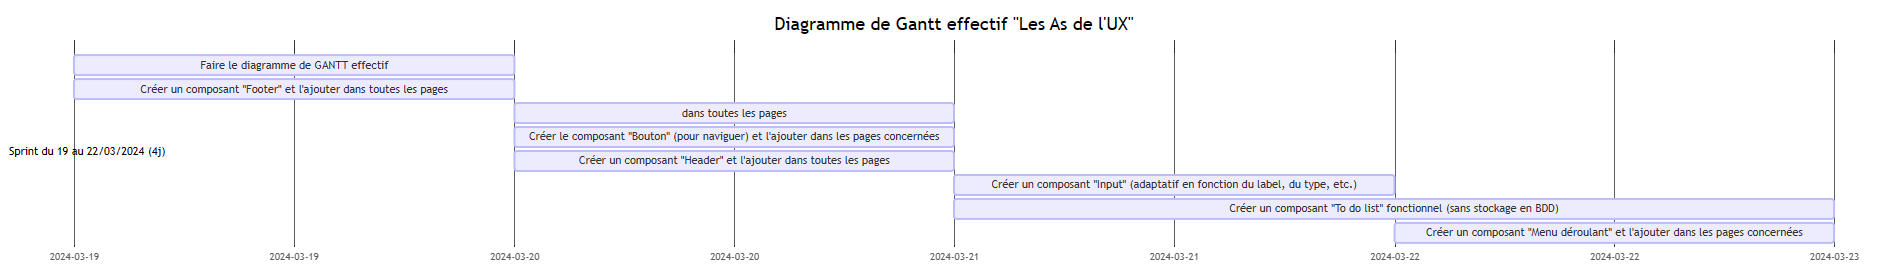 Diagramme de Gantt effectif "Les As de l'UX"
Faire le diagramme de GANTT effectif
Créer un composant "Footer" et l'ajouter dans toutes les pages
dans toutes les pages
Créer le composant "Bouton" (pour naviguer) et l'ajouter dans les pages concernées
Sprint du 19 au 22/03/2024 (4j)
Créer un composant "Header" et l'ajouter dans toutes les pages
Créer un composant "Input" (adaptatif en fonction du label, du type, etc.)
Créer un composant "To do list" fonctionnel (sans stockage en BDD)
Créer un composant "Menu déroulant" et l'ajouter dans les pages concernées
2024-03-19 2024-03-19 2024-03-20 2024-03-20 2024-03-21 2024-03-21 2024-03-22 2024-03-22 2024-03-23